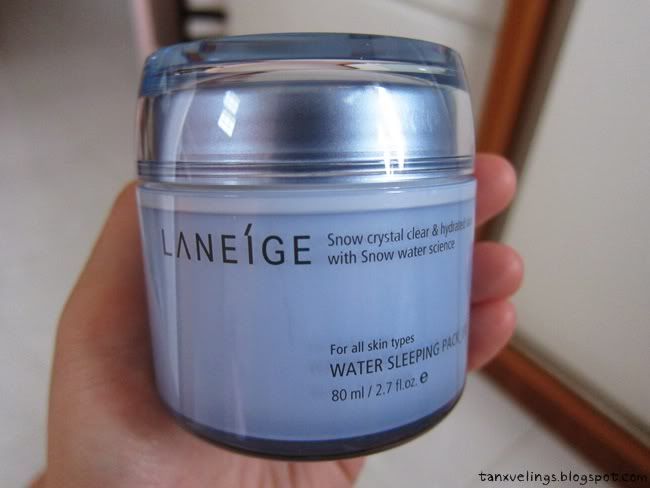 LANEÍGE
Snow crystal clear & hydrated
with Snow water science
For all skin types
WATER SLEEPING PACK
80 ml / 2.7 fl.oz. e
tanxvelings.blogspot.com